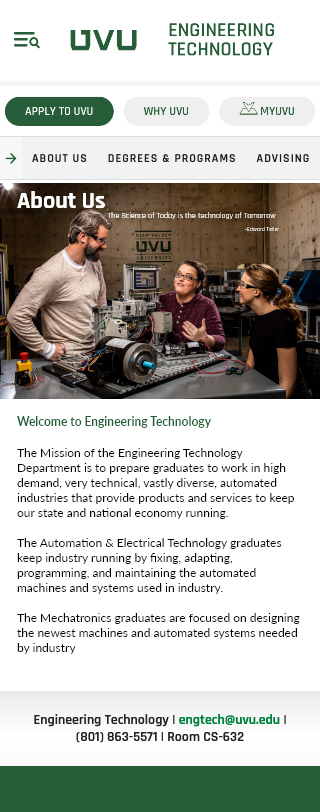 UVU
ENGINEERING
TECHNOLOGY
APPLY TO UVU
WHY UVU
MYUVU
ABOUT US
DEGREES & PROGRAMS
ADVISING
About Us
The Science of Today is the technology of Tomorrow
-Edward Teller
UVU
UTAH VALLEY
UNIVERSITY
Welcome to Engineering Technology
The Mission of the Engineering Technology
Department is to prepare graduates to work in high
demand, very technical, vastly diverse, automated
industries that provide products and services to keep
our state and national economy running.
The Automation & Electrical Technology graduates
keep industry running by fixing, adapting,
programming, and maintaining the automated
machines and systems used in industry.
The Mechatronics graduates are focused on designing
the newest machines and automated systems needed
by industry
Engineering Technology | engtech@uvu.edu |
(801) 863-5571 | Room CS-632